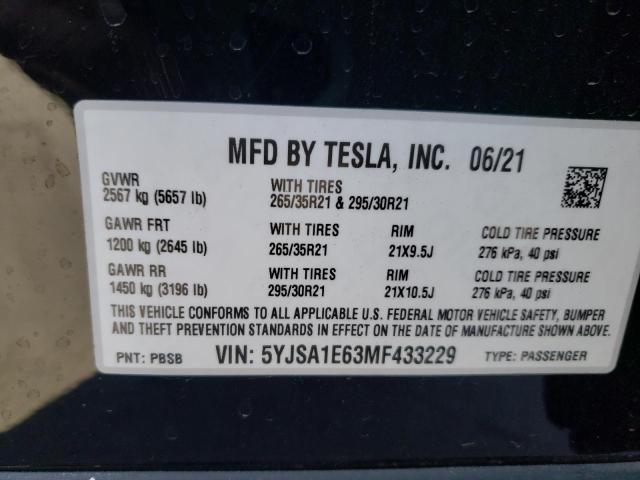 MFD BY TESLA, INC. 06/21
GVWR
2567 kg (5657 lb)
WITH TIRES
265/35R21 & 295/30R21
GAWR FRT
1200 kg (2645 lb)
WITH TIRES
265/35R21
RIM
21X9.5J
COLD TIRE PRESSURE
276 kPa, 40 psi
GAWR RR
1450 kg (3196 lb)
WITH TIRES
295/30R21
RIM
21X10.5J
COLD TIRE PRESSURE
276 kPa, 40 psi
THIS VEHICLE CONFORMS TO ALL APPLICABLE U.S. FEDERAL MOTOR VEHICLE SAFETY, BUMPER
AND THEFT PREVENTION STANDARDS IN EFFECT ON THE DATE OF MANUFACTURE SHOWN ABOVE.
PNT: PBSB VIN: 5YJSA1E63MF433229 TYPE: PASSENGER